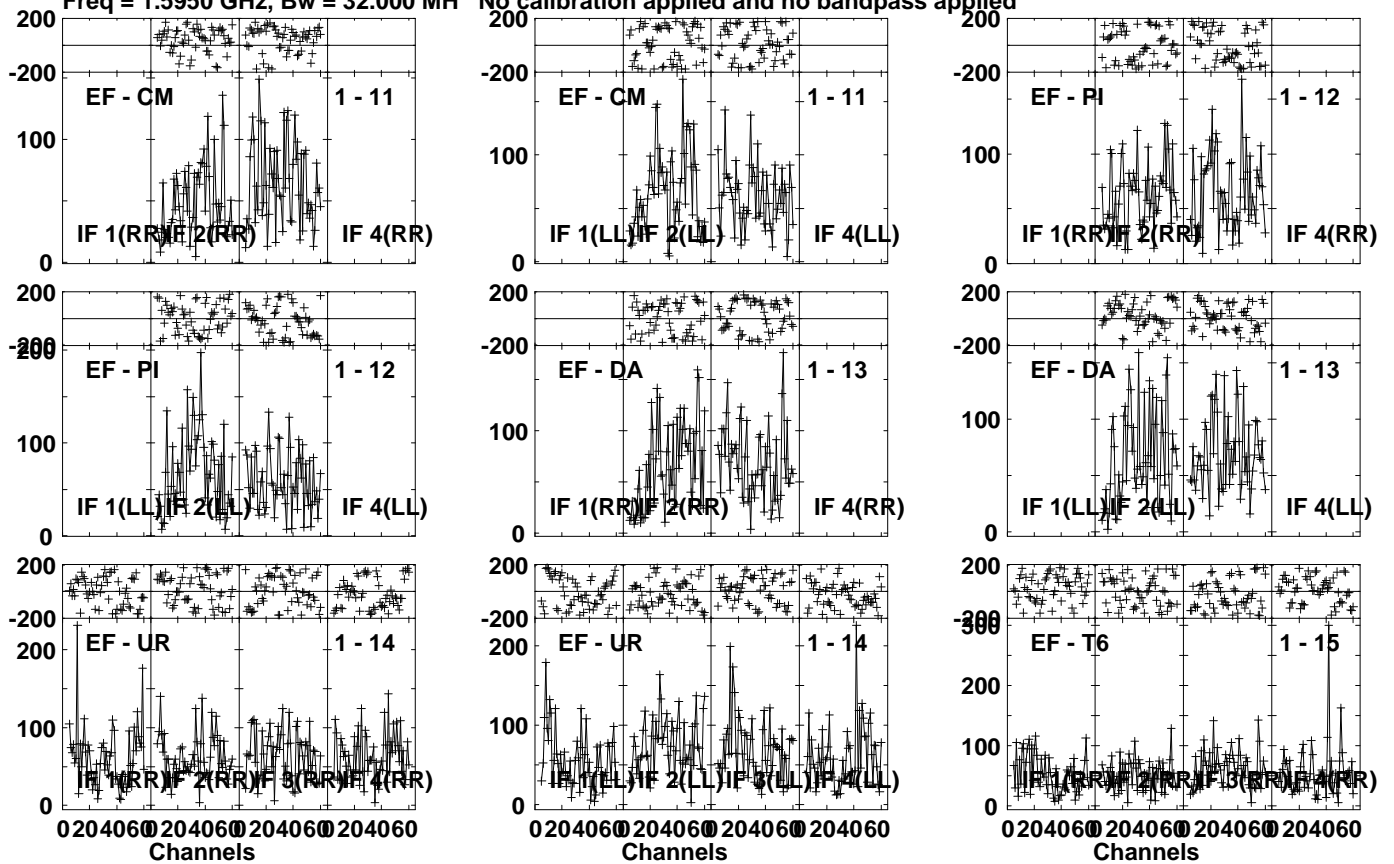 Freq = 1.5950 GHz, Bw = 32.000 MH No calibration applied and no bandpass applied
200 200 200
-200 -200 -200
EF - CM 1 - 11 EF - CM 1 - 11 EF - PI 1 - 12
100 100 100
IF 1(RR) IF 2(RR) IF 4(RR) IF 1(LL) IF 2(LL) IF 4(LL) IF 1(RR) IF 2(RR) IF 4(RR)
0 0 0
200 200 200
-200 -200 -200
200
EF - PI 1 - 12 EF - DA 1 - 13 EF - DA 1 - 13
100 100 100
IF 1(LL) IF 2(LL) IF 4(LL) IF 1(RR) IF 2(RR) IF 4(RR) IF 1(LL) IF 2(LL) IF 4(LL)
0 0 0
200 200 200
-200 -200 -200
300
EF - UR 1 - 14 EF - UR 1 - 14 EF - T6 1 - 15
200 200 200
100 100 100
IF 1(RR) IF 2(RR) IF 3(RR) IF 4(RR) IF 1(LL) IF 2(LL) IF 3(LL) IF 4(LL) IF 1(RR) IF 2(RR) IF 3(RR) IF 4(RR)
0 0 0
0 20 40 60 0 20 40 60 0 20 40 60 0 20 40 60 0 20 40 60 0 20 40 60 0 20 40 60 0 20 40 60 0 20 40 60 0 20 40 60 0 20 40 60 0 20 40 60
Channels Channels Channels